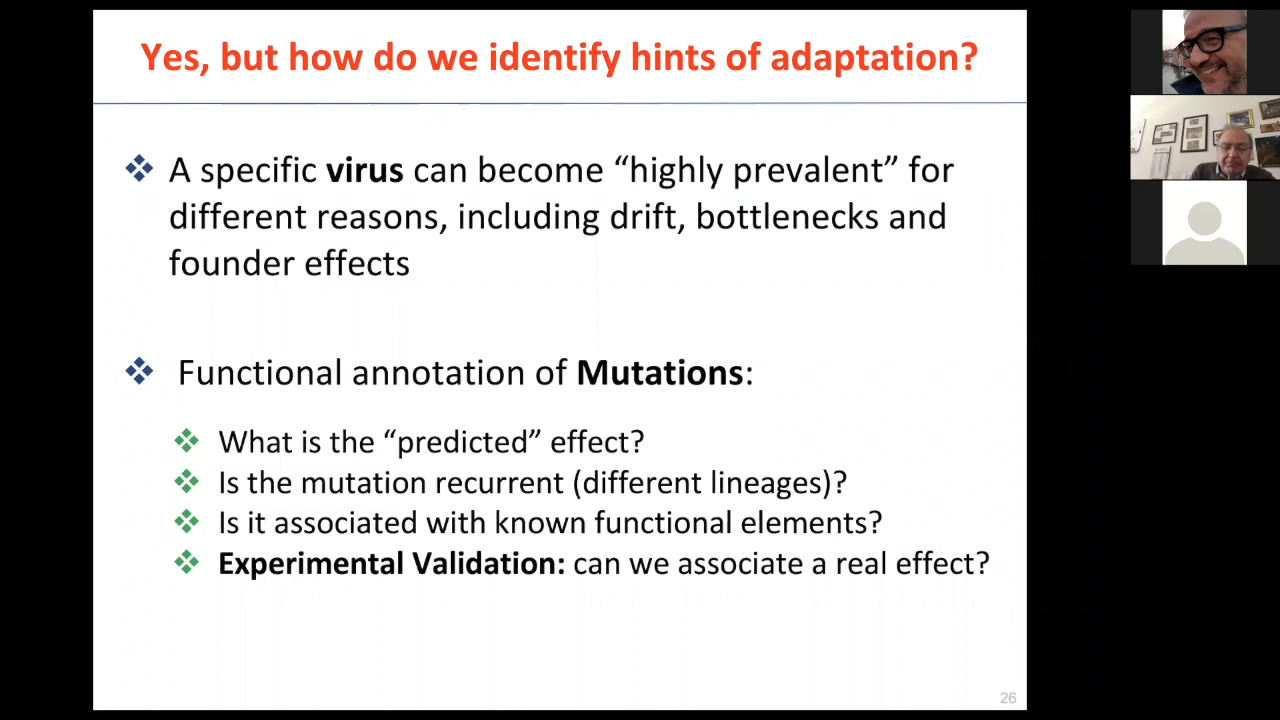 Yes, but how do we identify hints of adaptation?
A specific virus can become “highly prevalent” for
different reasons, including drift, bottlenecks and
founder effects
Functional annotation of Mutations:
What is the “predicted” effect?
Is the mutation recurrent (different lineages)?
Is it associated with known functional elements?
Experimental Validation: can we associate a real effect?
26